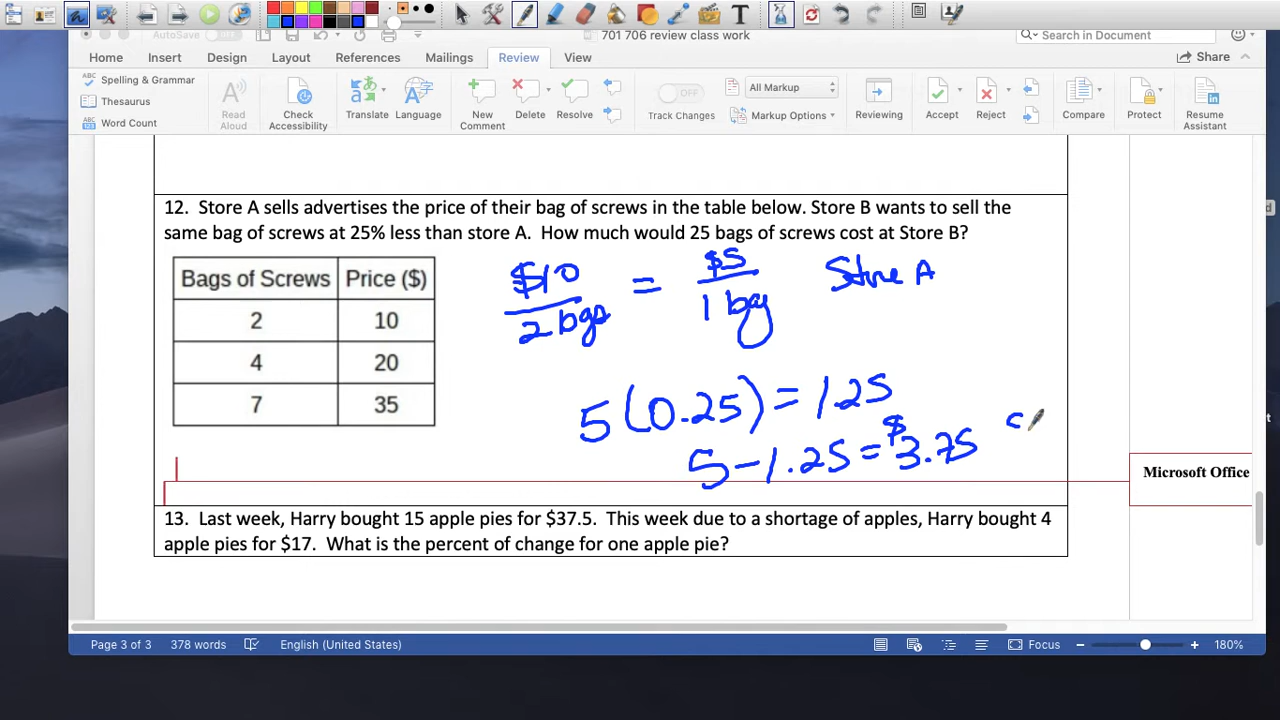 AutoSave OFF
701 706 review class work
Search in Document
Home Insert Design Layout References Mailings Review View
Share
Spelling & Grammar
Thesaurus
Word Count
Read Aloud
Check Accessibility
Translate
Language
New Comment
Delete
Resolve
OFF
Track Changes
All Markup
Markup Options
Reviewing
Accept
Reject
Compare
Protect
Resume Assistant
12. Store A sells advertises the price of their bag of screws in the table below. Store B wants to sell the
same bag of screws at 25% less than store A. How much would 25 bags of screws cost at Store B?
Bags of Screws Price ($)
2 10
4 20
7 35
$10 / 2 bgs = $5 / 1 bag Store A
5(0.25) = 1.25
5 - 1.25 = $3.75
Microsoft Office
13. Last week, Harry bought 15 apple pies for $37.5. This week due to a shortage of apples, Harry bought 4
apple pies for $17. What is the percent of change for one apple pie?
Page 3 of 3 378 words English (United States) Focus 180%